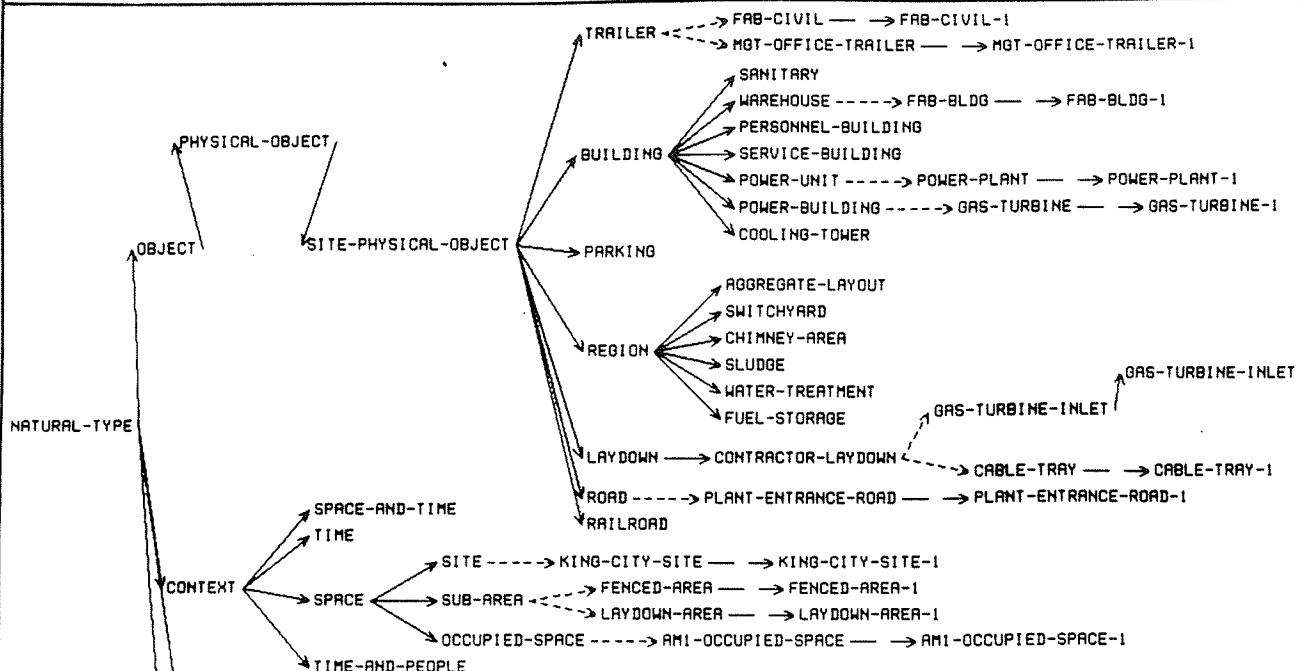 TRAILER
FAB-CIVIL
FAB-CIVIL-1
MGT-OFFICE-TRAILER
MGT-OFFICE-TRAILER-1
SANITARY
WAREHOUSE
FAB-BLDG
FAB-BLDG-1
PERSONNEL-BUILDING
PHYSICAL-OBJECT
BUILDING
SERVICE-BUILDING
POWER-UNIT
POWER-PLANT
POWER-PLANT-1
POWER-BUILDING
GAS-TURBINE
GAS-TURBINE-1
COOLING-TOWER
OBJECT
SITE-PHYSICAL-OBJECT
PARKING
AGGREGATE-LAYOUT
SWITCHYARD
CHIMNEY-AREA
REGION
SLUDGE
WATER-TREATMENT
FUEL-STORAGE
GAS-TURBINE-INLET
GAS-TURBINE-INLET
NATURAL-TYPE
LAYDOWN
CONTRACTOR-LAYDOWN
CABLE-TRAY
CABLE-TRAY-1
ROAD
PLANT-ENTRANCE-ROAD
PLANT-ENTRANCE-ROAD-1
RAILROAD
SPACE-AND-TIME
TIME
SITE
KING-CITY-SITE
KING-CITY-SITE-1
CONTEXT
SPACE
SUB-AREA
FENCED-AREA
FENCED-AREA-1
LAYDOWN-AREA
LAYDOWN-AREA-1
OCCUPIED-SPACE
AM1-OCCUPIED-SPACE
AM1-OCCUPIED-SPACE-1
TIME-AND-PEOPLE